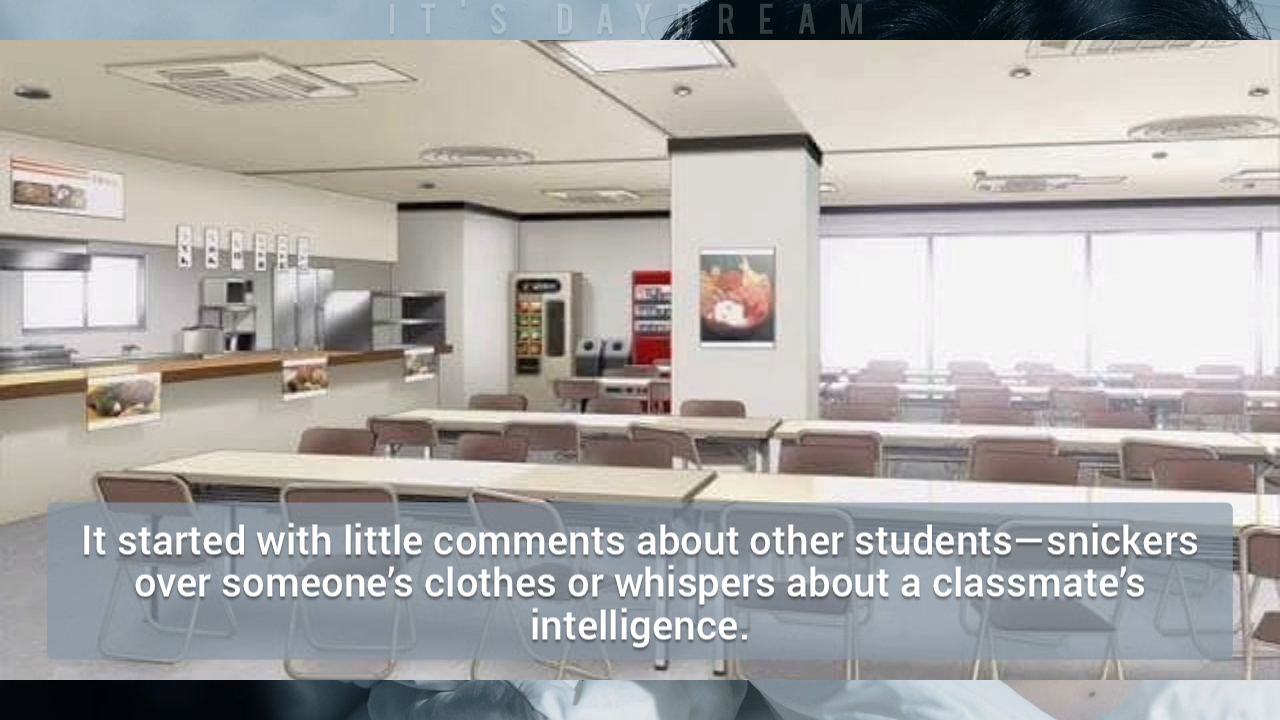 IT'S DAYDREAM
It started with little comments about other students—snickers
over someone’s clothes or whispers about a classmate’s
intelligence.